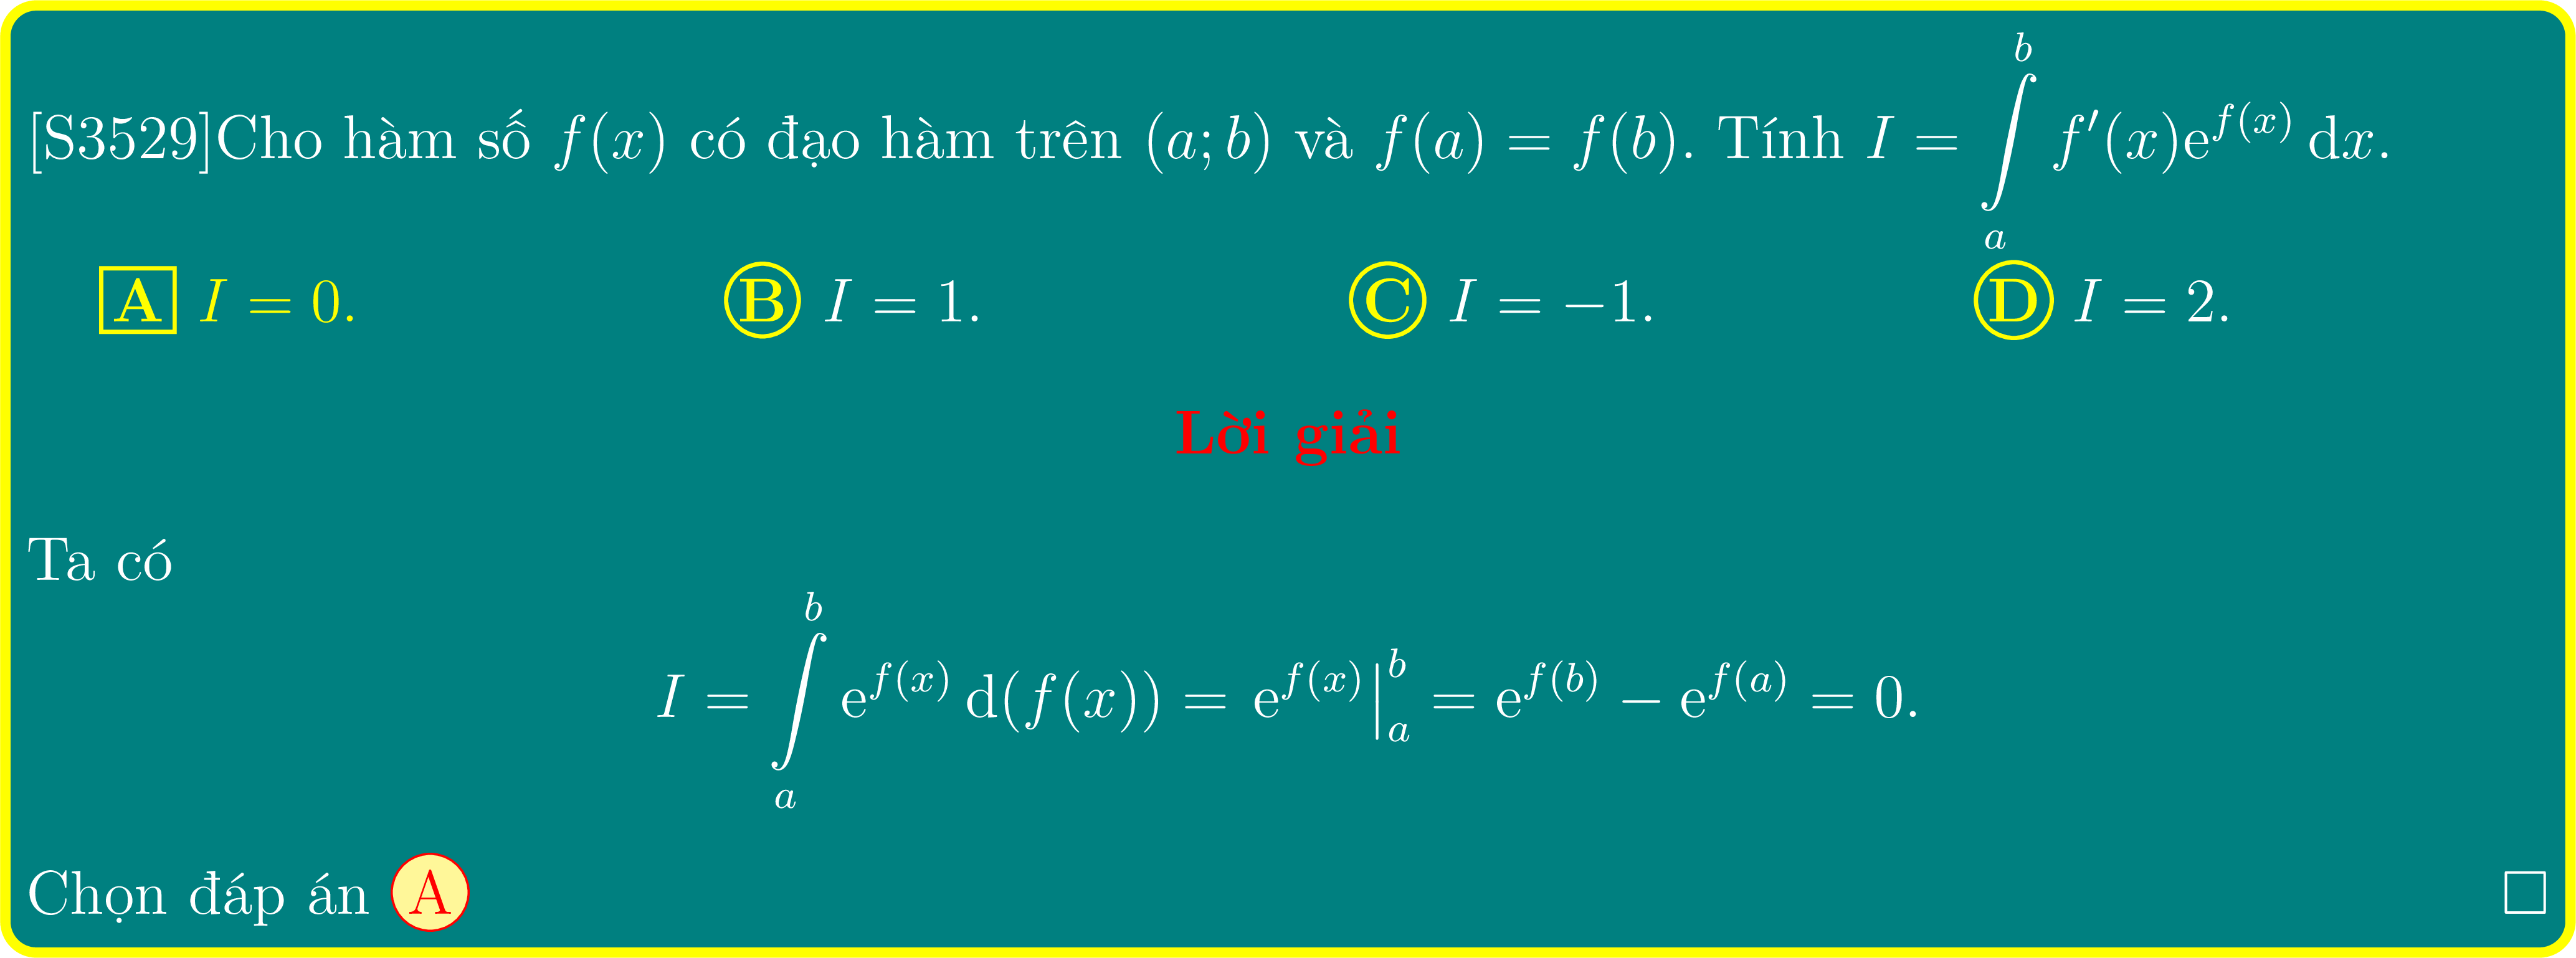 [S3529]Cho hàm số $f(x)$ có đạo hàm trên $(a; b)$ và $f(a) = f(b)$. Tính $I = \int\limits_a^b f'(x)\mathrm{e}^{f(x)} \, \mathrm{d}x$.
A $I = 0$. B $I = 1$. C $I = -1$. D $I = 2$.
Lời giải
Ta có
$I = \int\limits_a^b \mathrm{e}^{f(x)} \, \mathrm{d}(f(x)) = \mathrm{e}^{f(x)} \Big|_a^b = \mathrm{e}^{f(b)} - \mathrm{e}^{f(a)} = 0$.
Chọn đáp án A □